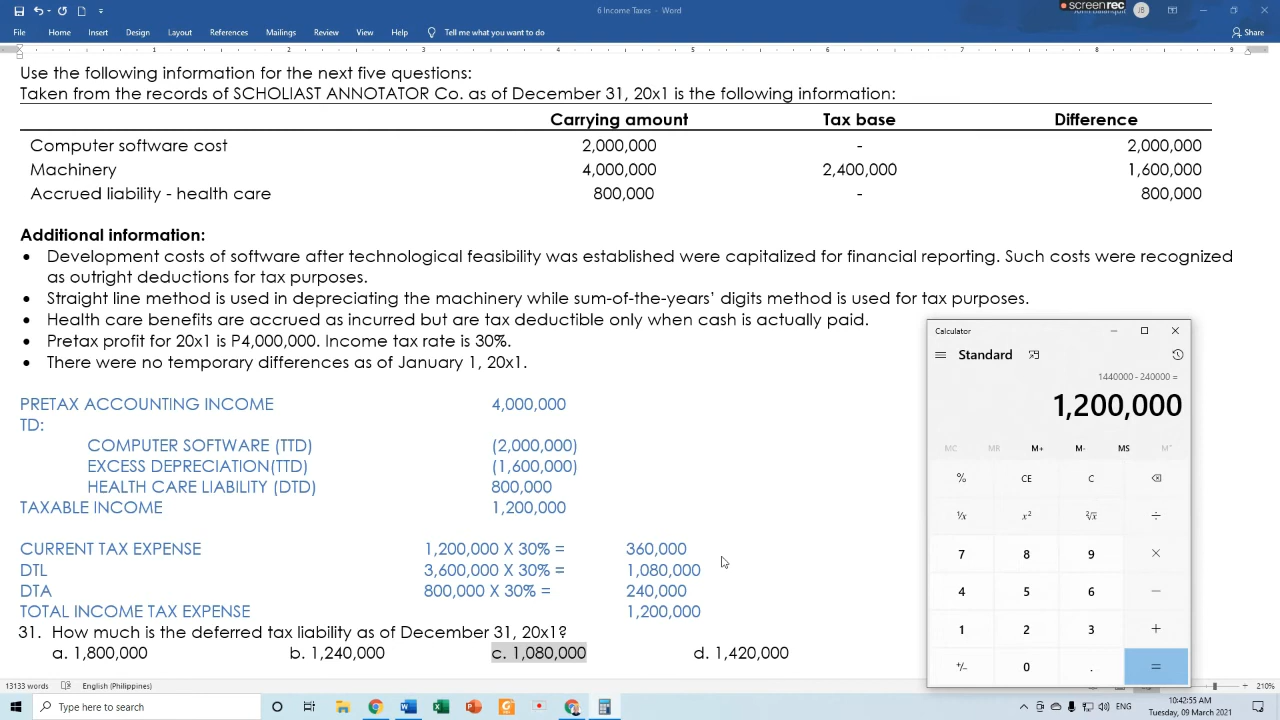 screenrec
6 Income Taxes - Word
JB
File Home Insert Design Layout References Mailings Review View Help Tell me what you want to do Share
1 2 3 4 5 6 7 8 9
Use the following information for the next five questions:
Taken from the records of SCHOLIAST ANNOTATOR Co. as of December 31, 20x1 is the following information:
Carrying amount Tax base Difference
Computer software cost 2,000,000 - 2,000,000
Machinery 4,000,000 2,400,000 1,600,000
Accrued liability - health care 800,000 - 800,000
Additional information:
• Development costs of software after technological feasibility was established were capitalized for financial reporting. Such costs were recognized
as outright deductions for tax purposes.
• Straight line method is used in depreciating the machinery while sum-of-the-years' digits method is used for tax purposes.
• Health care benefits are accrued as incurred but are tax deductible only when cash is actually paid.
• Pretax profit for 20x1 is P4,000,000. Income tax rate is 30%.
• There were no temporary differences as of January 1, 20x1.
PRETAX ACCOUNTING INCOME 4,000,000
TD:
COMPUTER SOFTWARE (TTD) (2,000,000)
EXCESS DEPRECIATION(TTD) (1,600,000)
HEALTH CARE LIABILITY (DTD) 800,000
TAXABLE INCOME 1,200,000
CURRENT TAX EXPENSE 1,200,000 X 30% = 360,000
DTL 3,600,000 X 30% = 1,080,000
DTA 800,000 X 30% = 240,000
TOTAL INCOME TAX EXPENSE 1,200,000
31. How much is the deferred tax liability as of December 31, 20x1?
a. 1,800,000 b. 1,240,000 c. 1,080,000 d. 1,420,000
Calculator
Standard
1440000 - 240000 =
1,200,000
MC MR M+ M- MS M˅
% CE C
¹/x x² ²√x ÷
7 8 9 ×
4 5 6 −
1 2 3 +
+/- 0 . =
13133 words English (Philippines) 210%
Type here to search
ENG
10:42:55 AM
Tuesday, 09 March 2021